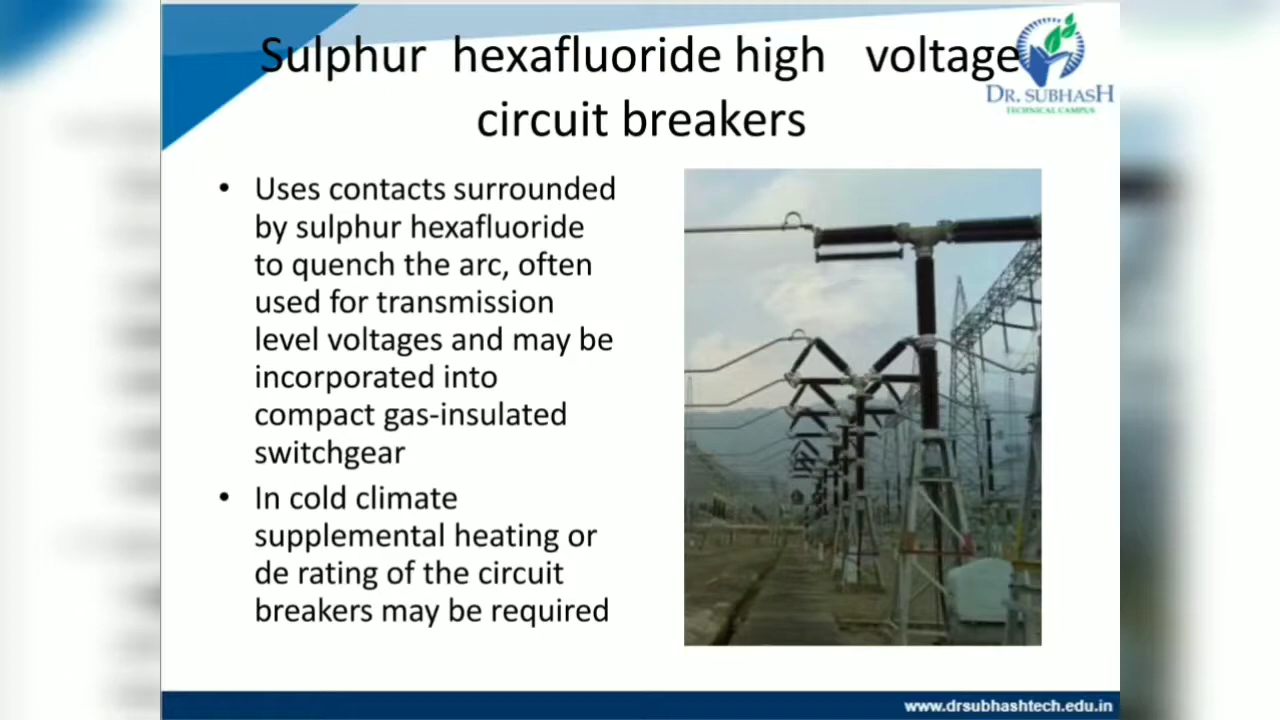 Sulphur hexafluoride high voltage
circuit breakers
DR. SUBHASH
TECHNICAL CAMPUS
• Uses contacts surrounded
by sulphur hexafluoride
to quench the arc, often
used for transmission
level voltages and may be
incorporated into
compact gas-insulated
switchgear
• In cold climate
supplemental heating or
de rating of the circuit
breakers may be required
www.drsubhashtech.edu.in